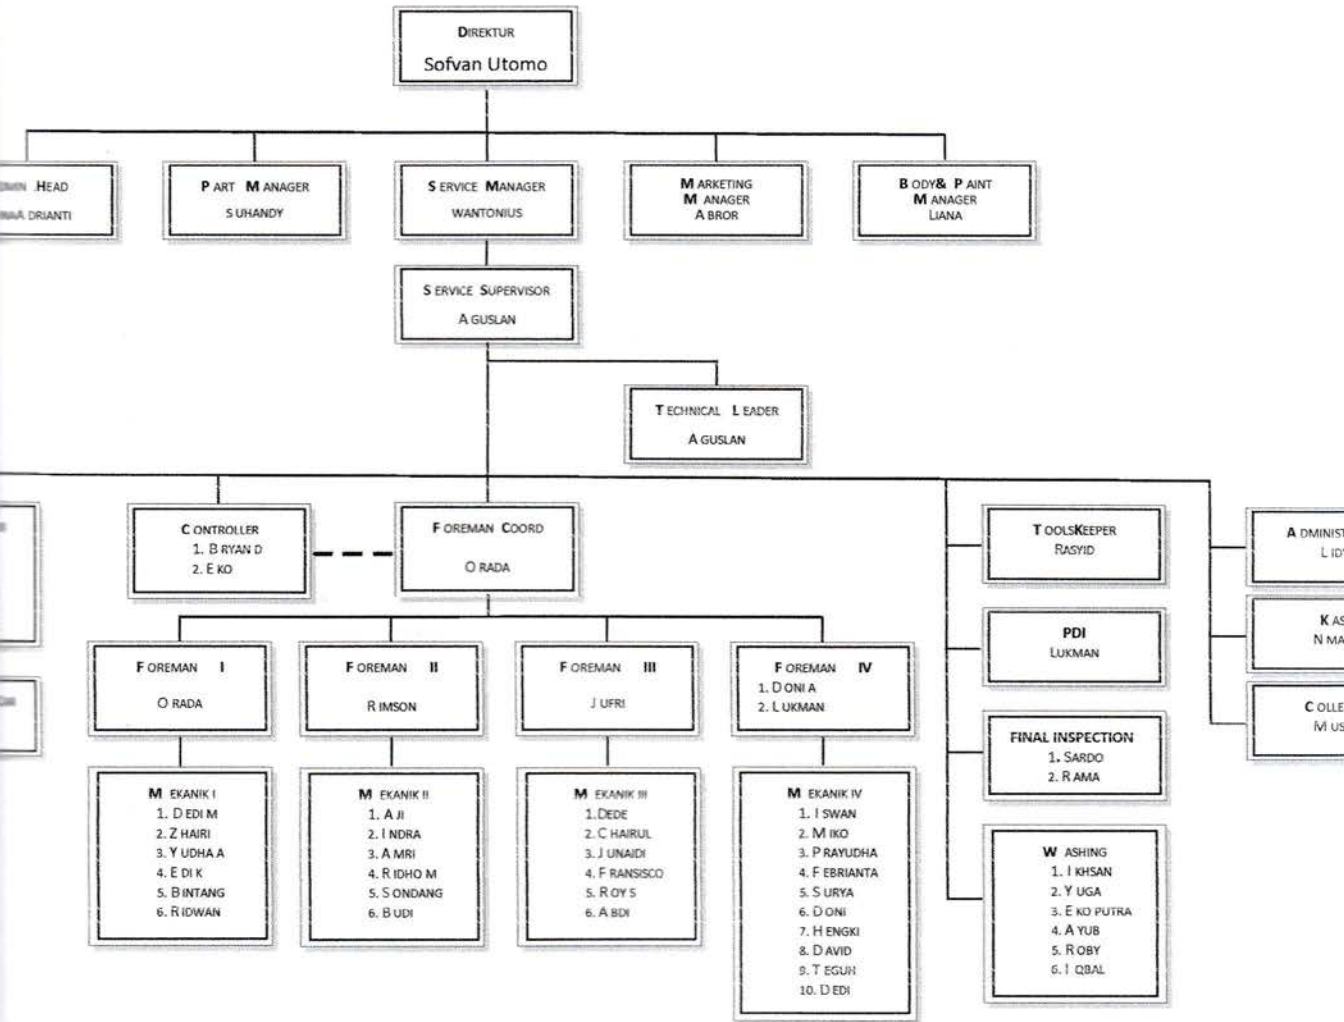 DIREKTUR
Sofvan Utomo
HEAD
ADRIANTI
PART MANAGER
SUHANDY
SERVICE MANAGER
WANTONIUS
MARKETING
MANAGER
ABROR
BODY& PAINT
MANAGER
LIANA
SERVICE SUPERVISOR
AGUSLAN
TECHNICAL LEADER
AGUSLAN
CONTROLLER
1. BRYAN D
2. EKO
FOREMAN COORD
ORADA
TOOLSKEEPER
RASYID
PDI
LUKMAN
FINAL INSPECTION
1. SARDO
2. RAMA
WASHING
1. IKHSAN
2. YUGA
3. EKO PUTRA
4. AYUB
5. ROBY
6. IQBAL
FOREMAN I
ORADA
FOREMAN II
RIMSON
FOREMAN III
JUFRI
FOREMAN IV
1. DONI A
2. LUKMAN
MEKANIK I
1. DEDI M
2. ZHAIRI
3. YUDHA A
4. EDI K
5. BINTANG
6. RIDWAN
MEKANIK II
1. AJI
2. INDRA
3. AMRI
4. RIDHO M
5. SONDANG
6. BUDI
MEKANIK III
1. DEDE
2. CHAIRUL
3. JUNAIDI
4. FRANSISCO
5. ROY S
6. ABDI
MEKANIK IV
1. ISWAN
2. MIKO
3. PRAYUDHA
4. FEBRIANTA
5. SURYA
6. DONI
7. HENGKI
8. DAVID
9. TEGUH
10. DEDI